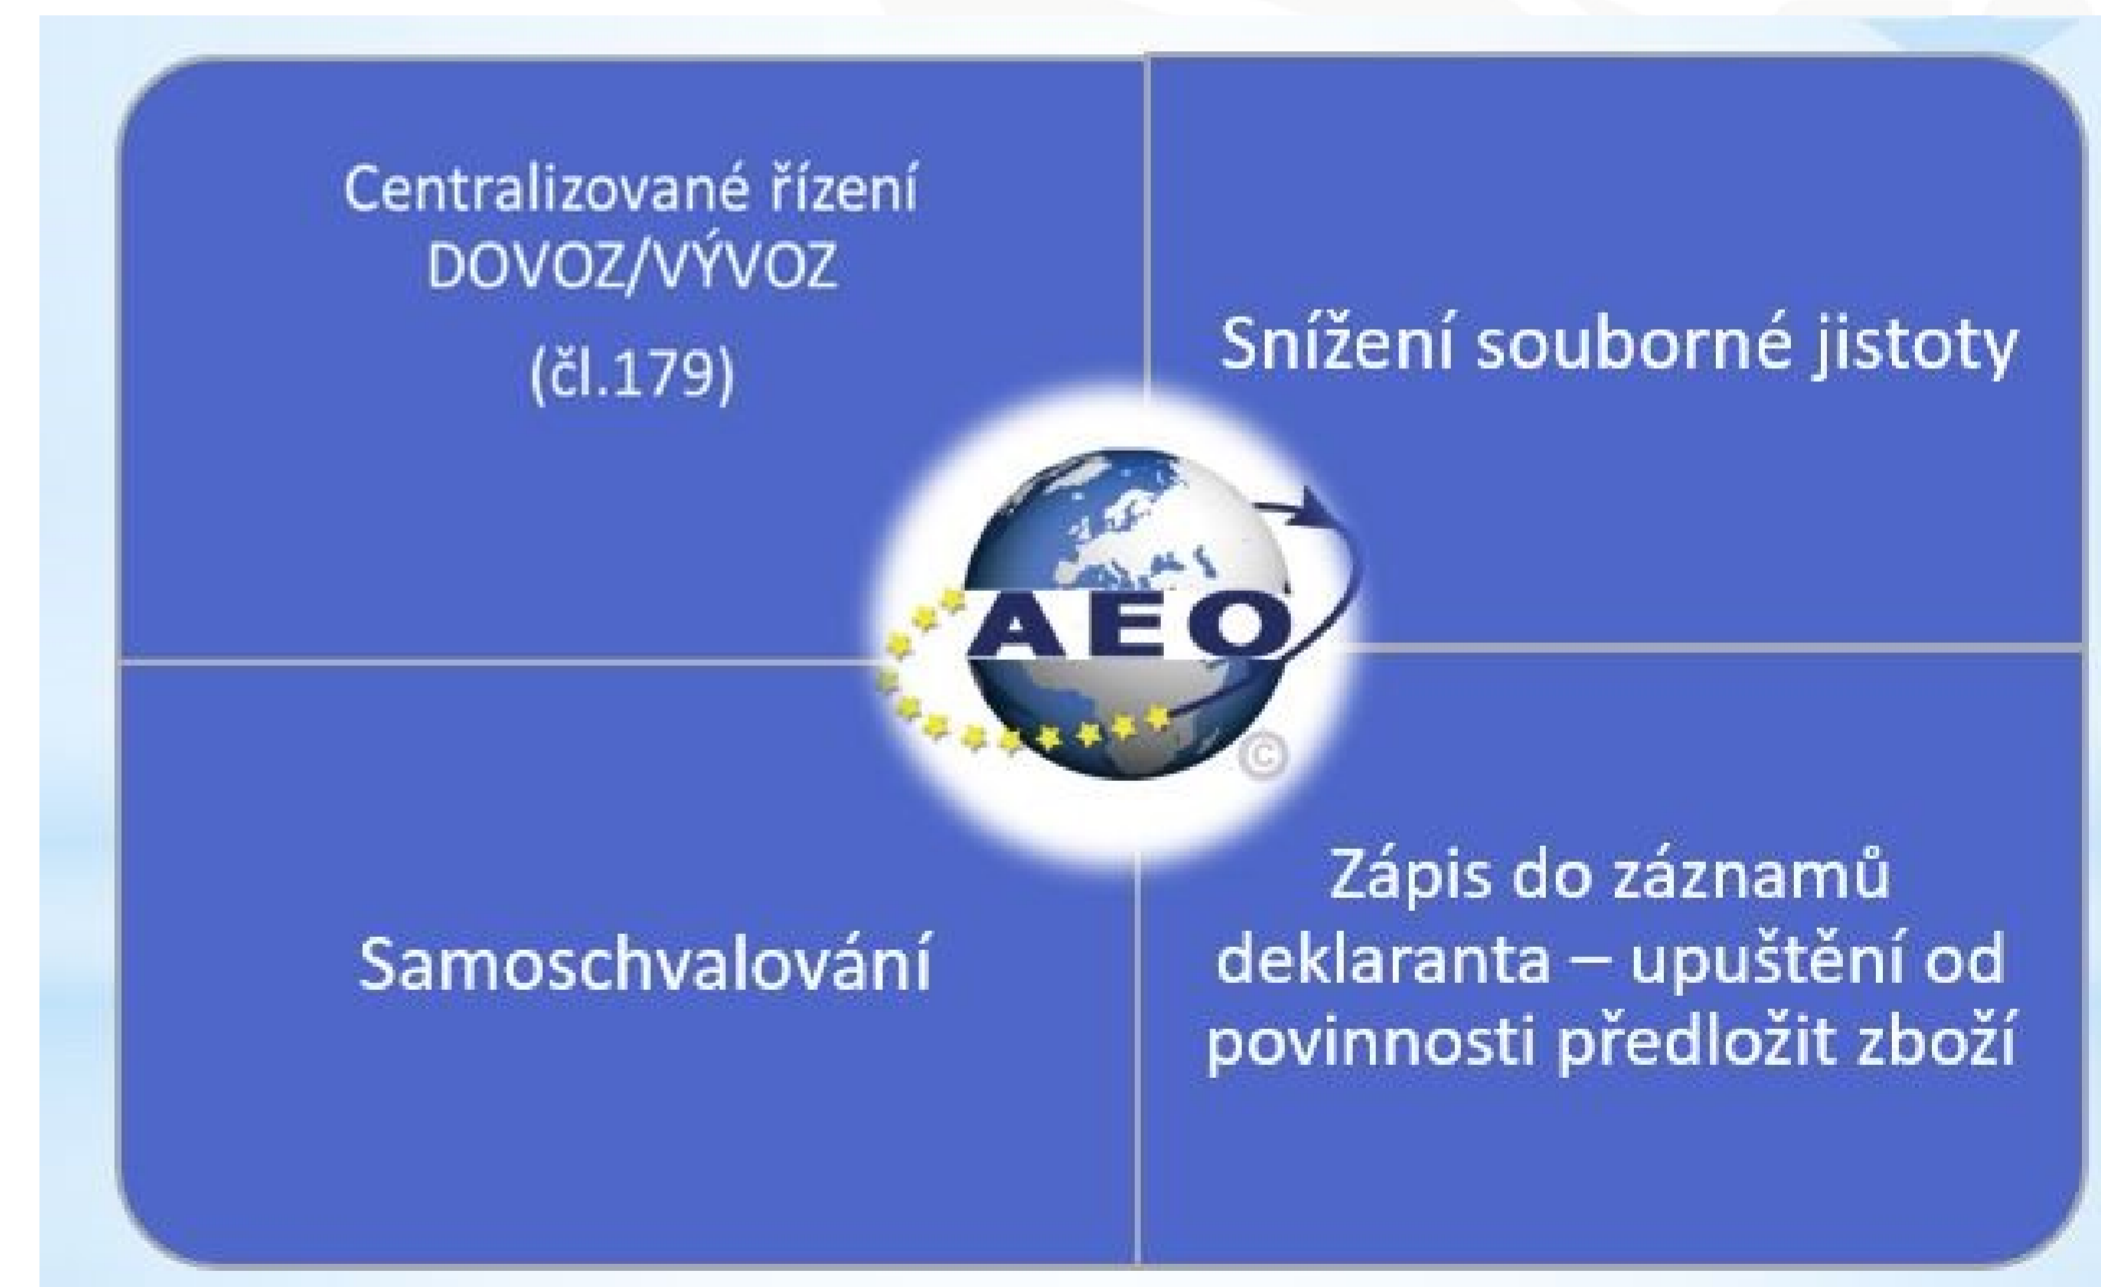 Centralizované řízení
DOVOZ/VÝVOZ
(čl.179)
Snížení souborné jistoty
AEO
©
Samoschvalování
Zápis do záznamů
deklaranta – upuštění od
povinnosti předložit zboží